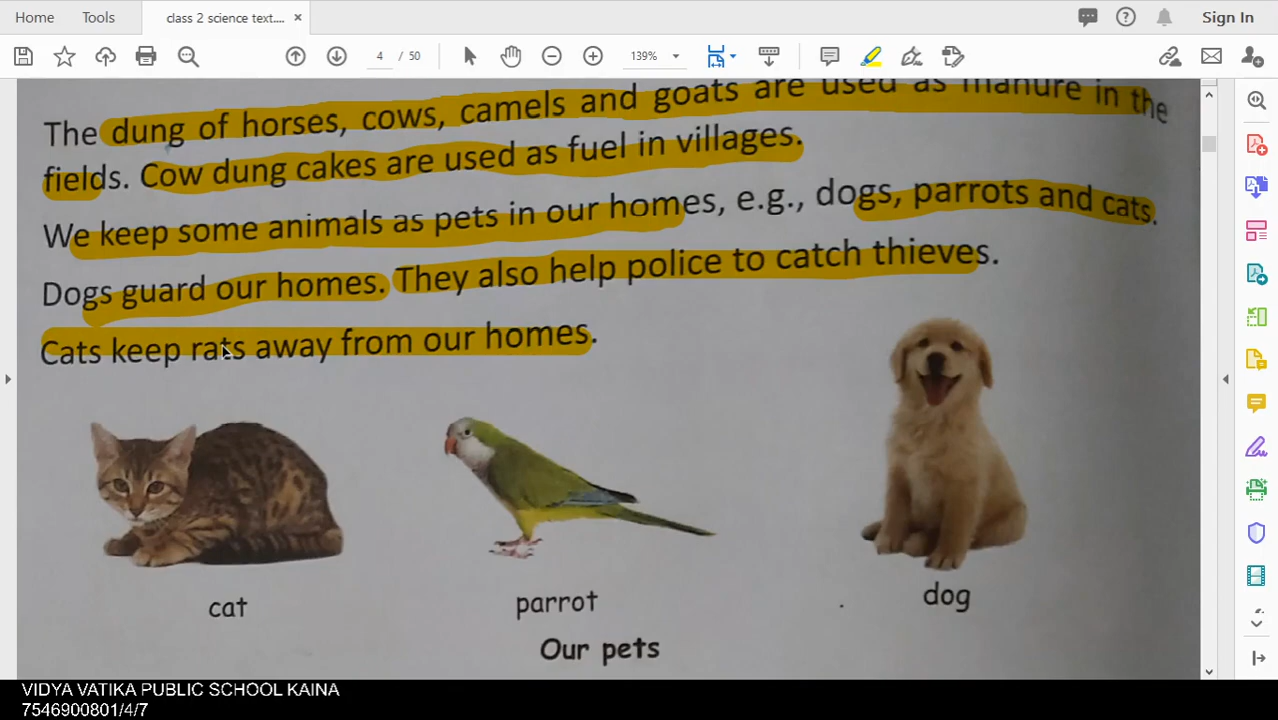 Home Tools class 2 science text.... × Sign In
4 / 50 139%
The dung of horses, cows, camels and goats are used as manure in the
fields. Cow dung cakes are used as fuel in villages.
We keep some animals as pets in our homes, e.g., dogs, parrots and cats.
Dogs guard our homes. They also help police to catch thieves.
Cats keep rats away from our homes.
cat parrot dog
Our pets
VIDYA VATIKA PUBLIC SCHOOL KAINA
7546900801/4/7